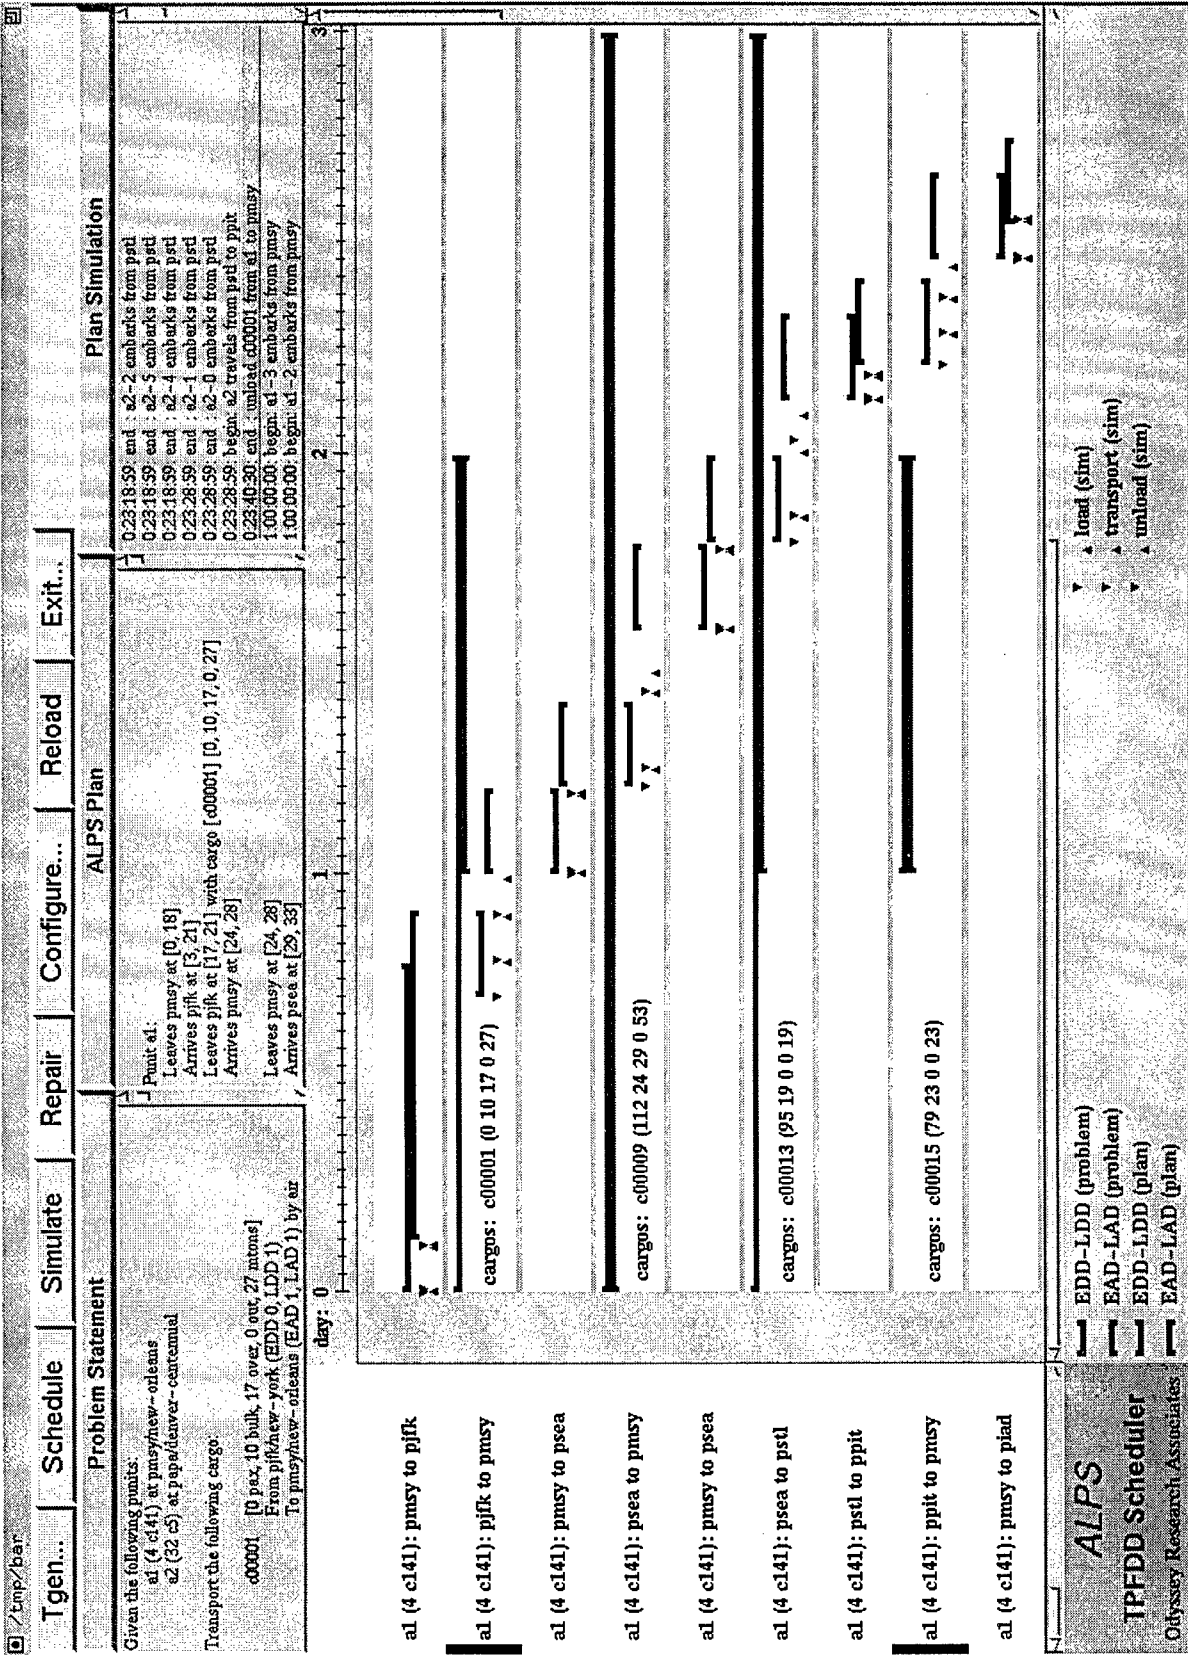 /tmp/bar
Tgen...
Schedule
Simulate
Repair
Configure...
Reload
Exit...
Problem Statement
ALPS Plan
Plan Simulation
Given the following punits:
a1 (4 c141) at pmsy/new-orleans
a2 (32 c5) at papa/denver-centennial
Transport the following cargo:
c00001 [0 pax, 10 bulk, 17 over, 0 out, 27 mtons]
From pjfk/new-york (EDD 0, LDD 1)
To pmsy/new-orleans (EAD 1, LAD 1) by air
Punit a1:
Leaves pmsy at [0, 18]
Arrives pjfk at [3, 21]
Leaves pjfk at [17, 21] with cargo [c00001] [0, 10, 17, 0, 27]
Arrives pmsy at [24, 28]
Leaves pmsy at [24, 28]
Arrives psea at [29, 33]
0:23:18:59: end : a2-2 embarks from pstl
0:23:18:59: end : a2-5 embarks from pstl
0:23:18:59: end : a2-4 embarks from pstl
0:23:28:59: end : a2-1 embarks from pstl
0:23:28:59: end : a2-0 embarks from pstl
0:23:28:59: begin: a2 travels from pstl to ppit
0:23:40:30: end : unload c00001 from a1 to pmsy
1:00:00:00: begin: a1-3 embarks from pmsy
1:00:00:00: begin: a1-2 embarks from pmsy
day: 0
1
2
3
a1 (4 c141): pmsy to pjfk
a1 (4 c141): pjfk to pmsy
cargos: c00001 (0 10 17 0 27)
a1 (4 c141): pmsy to psea
a1 (4 c141): psea to pmsy
cargos: c00009 (112 24 29 0 53)
a1 (4 c141): pmsy to psea
a1 (4 c141): psea to pstl
cargos: c00013 (95 19 0 0 19)
a1 (4 c141): pstl to ppit
a1 (4 c141): ppit to pmsy
cargos: c00015 (79 23 0 0 23)
a1 (4 c141): pmsy to piad
ALPS
TPFDD Scheduler
Odyssey Research Associates
EDD-LDD (problem)
EAD-LAD (problem)
EDD-LDD (plan)
EAD-LAD (plan)
load (sim)
transport (sim)
unload (sim)